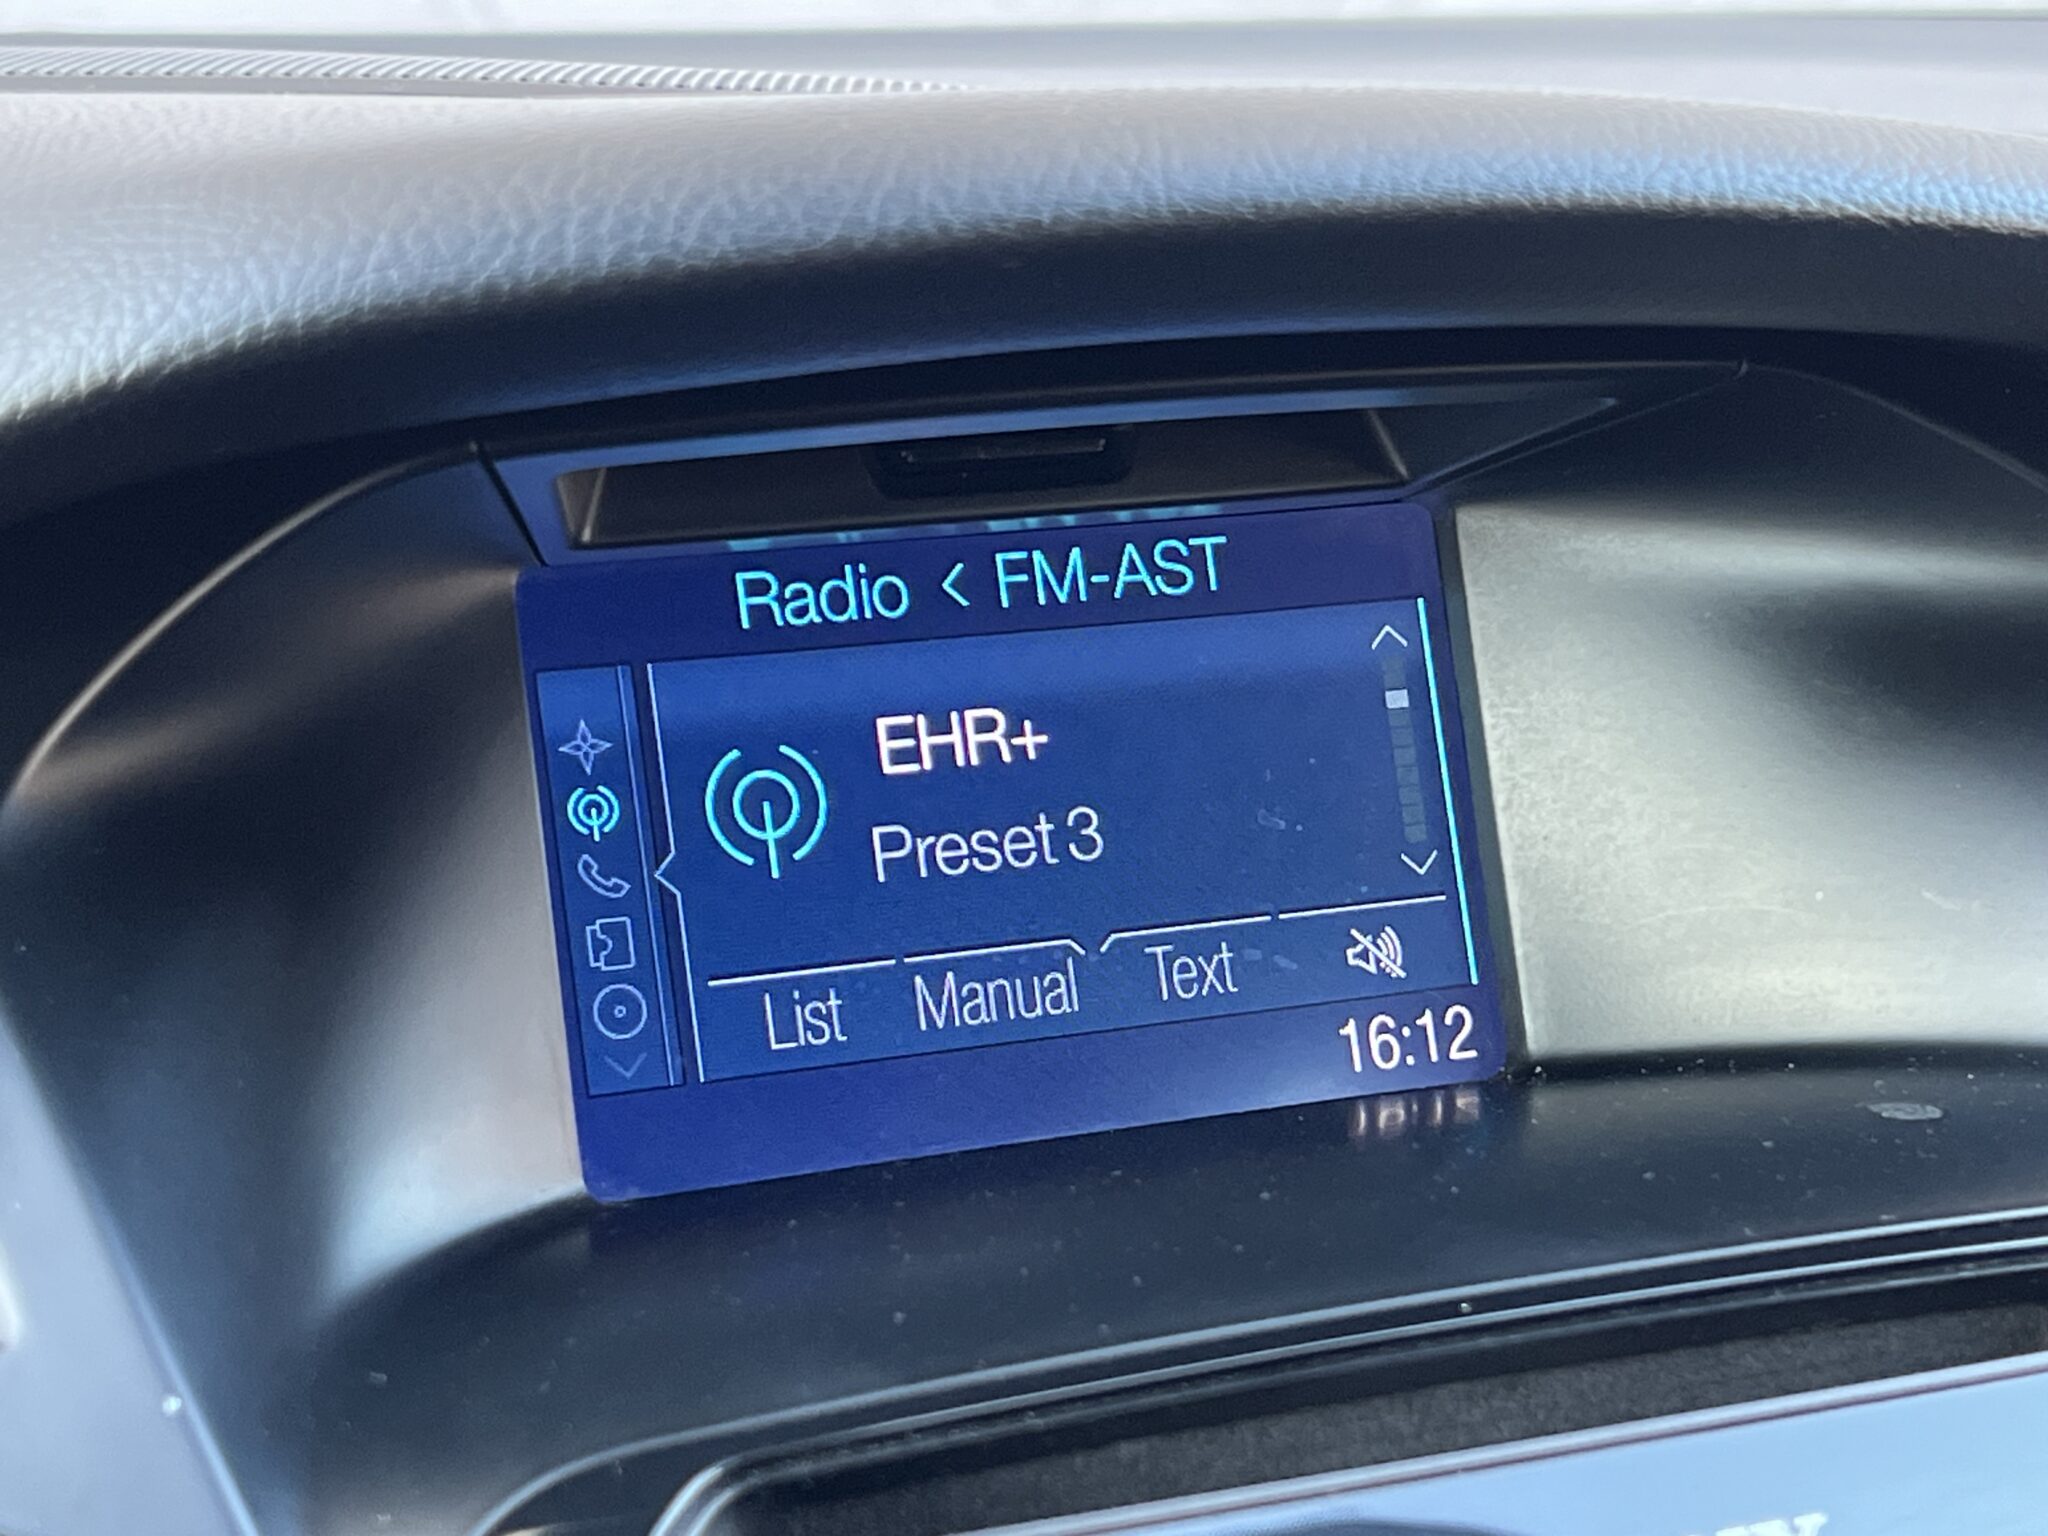 Radio < FM-AST
EHR+
Preset 3
List Manual Text
16:12